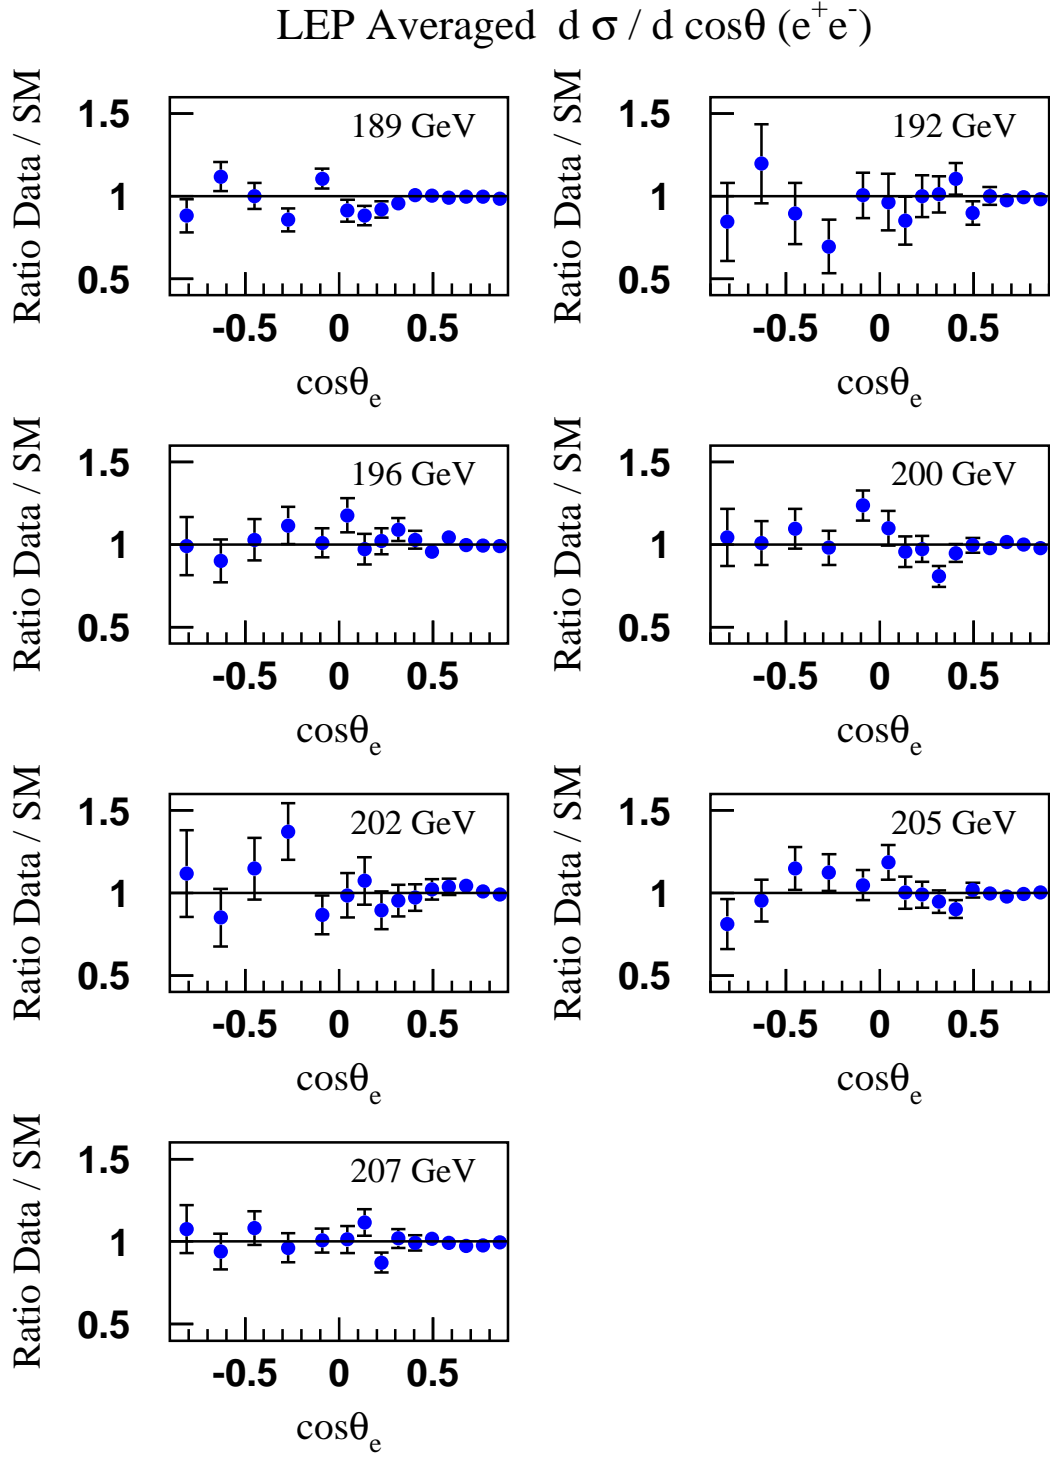 LEP Averaged d σ / d cosθ (e⁺e⁻)
Ratio Data / SM
1.5
1
0.5
189 GeV
-0.5 0 0.5
cosθₑ
Ratio Data / SM
1.5
1
0.5
192 GeV
-0.5 0 0.5
cosθₑ
Ratio Data / SM
1.5
1
0.5
196 GeV
-0.5 0 0.5
cosθₑ
Ratio Data / SM
1.5
1
0.5
200 GeV
-0.5 0 0.5
cosθₑ
Ratio Data / SM
1.5
1
0.5
202 GeV
-0.5 0 0.5
cosθₑ
Ratio Data / SM
1.5
1
0.5
205 GeV
-0.5 0 0.5
cosθₑ
Ratio Data / SM
1.5
1
0.5
207 GeV
-0.5 0 0.5
cosθₑ